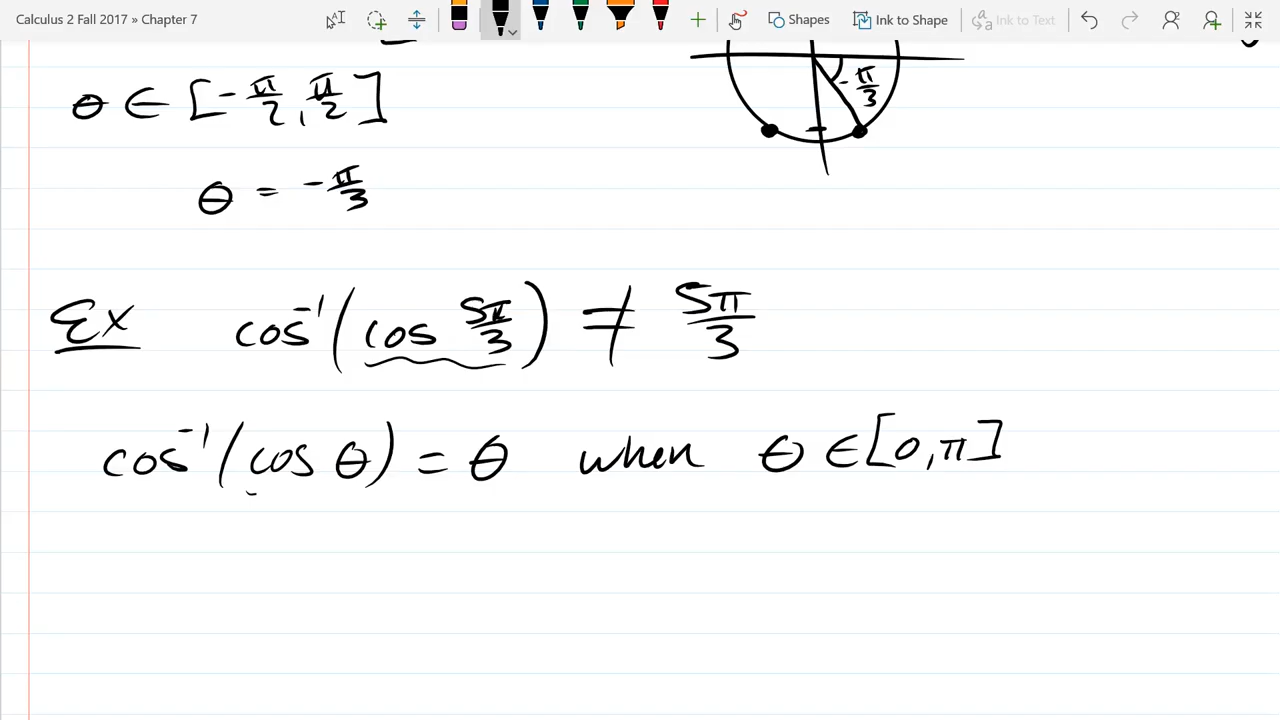 Calculus 2 Fall 2017 » Chapter 7
Shapes
Ink to Shape
Ink to Text
θ ∈ [-π/2, π/2]
-π/3
θ = -π/3
Ex cos⁻¹(cos 5π/3) ≠ 5π/3
cos⁻¹(cos θ) = θ when θ ∈ [0, π]